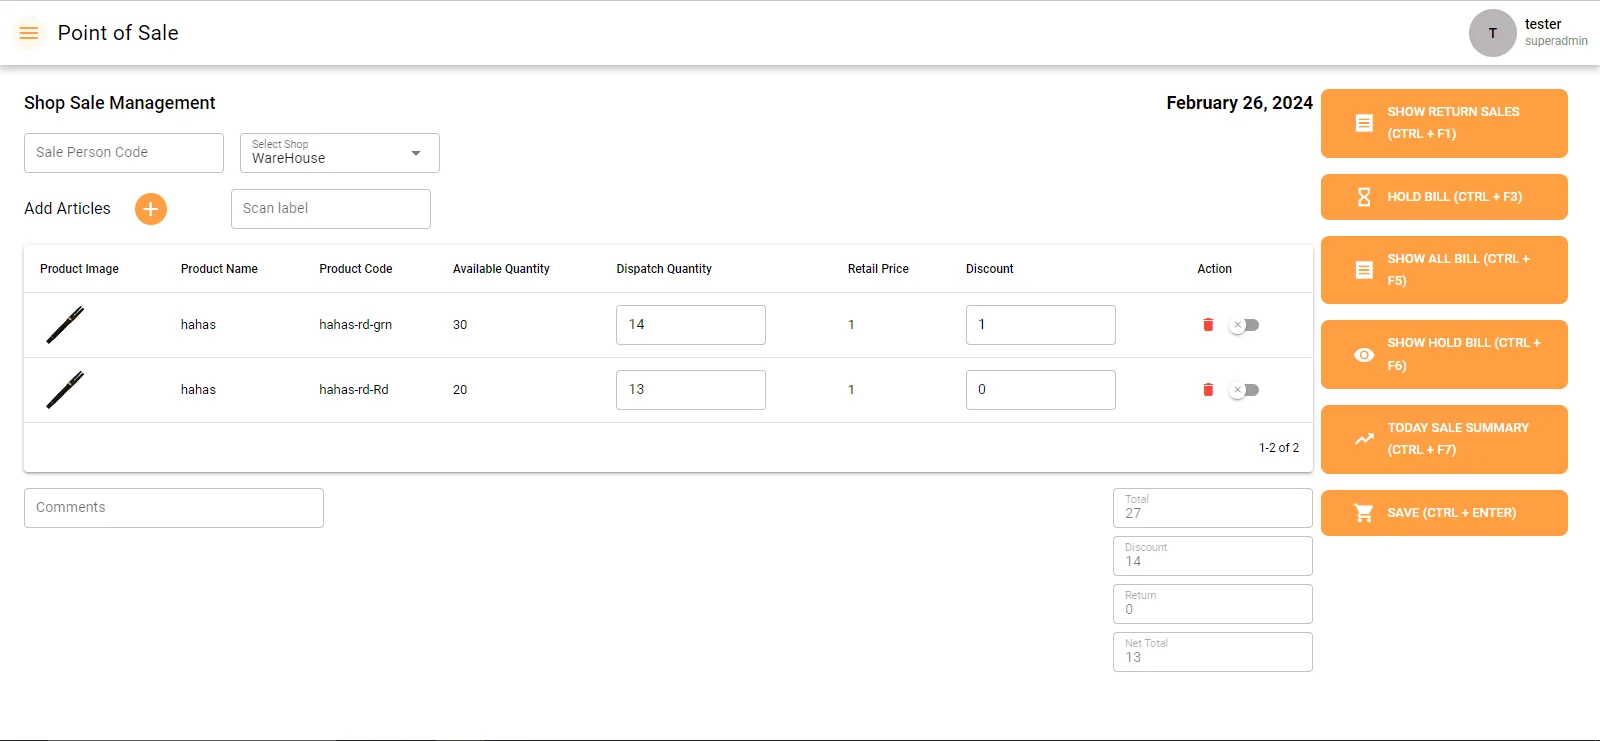 Point of Sale
T
tester
superadmin
Shop Sale Management
February 26, 2024
Sale Person Code
Select Shop
WareHouse
Add Articles
Scan label
Product Image Product Name Product Code Available Quantity Dispatch Quantity Retail Price Discount Action
hahas hahas-rd-grn 30 14 1 1
hahas hahas-rd-Rd 20 13 1 0
1-2 of 2
Comments
Total
27
Discount
14
Return
0
Net Total
13
SHOW RETURN SALES
(CTRL + F1)
HOLD BILL (CTRL + F3)
SHOW ALL BILL (CTRL +
F5)
SHOW HOLD BILL (CTRL +
F6)
TODAY SALE SUMMARY
(CTRL + F7)
SAVE (CTRL + ENTER)